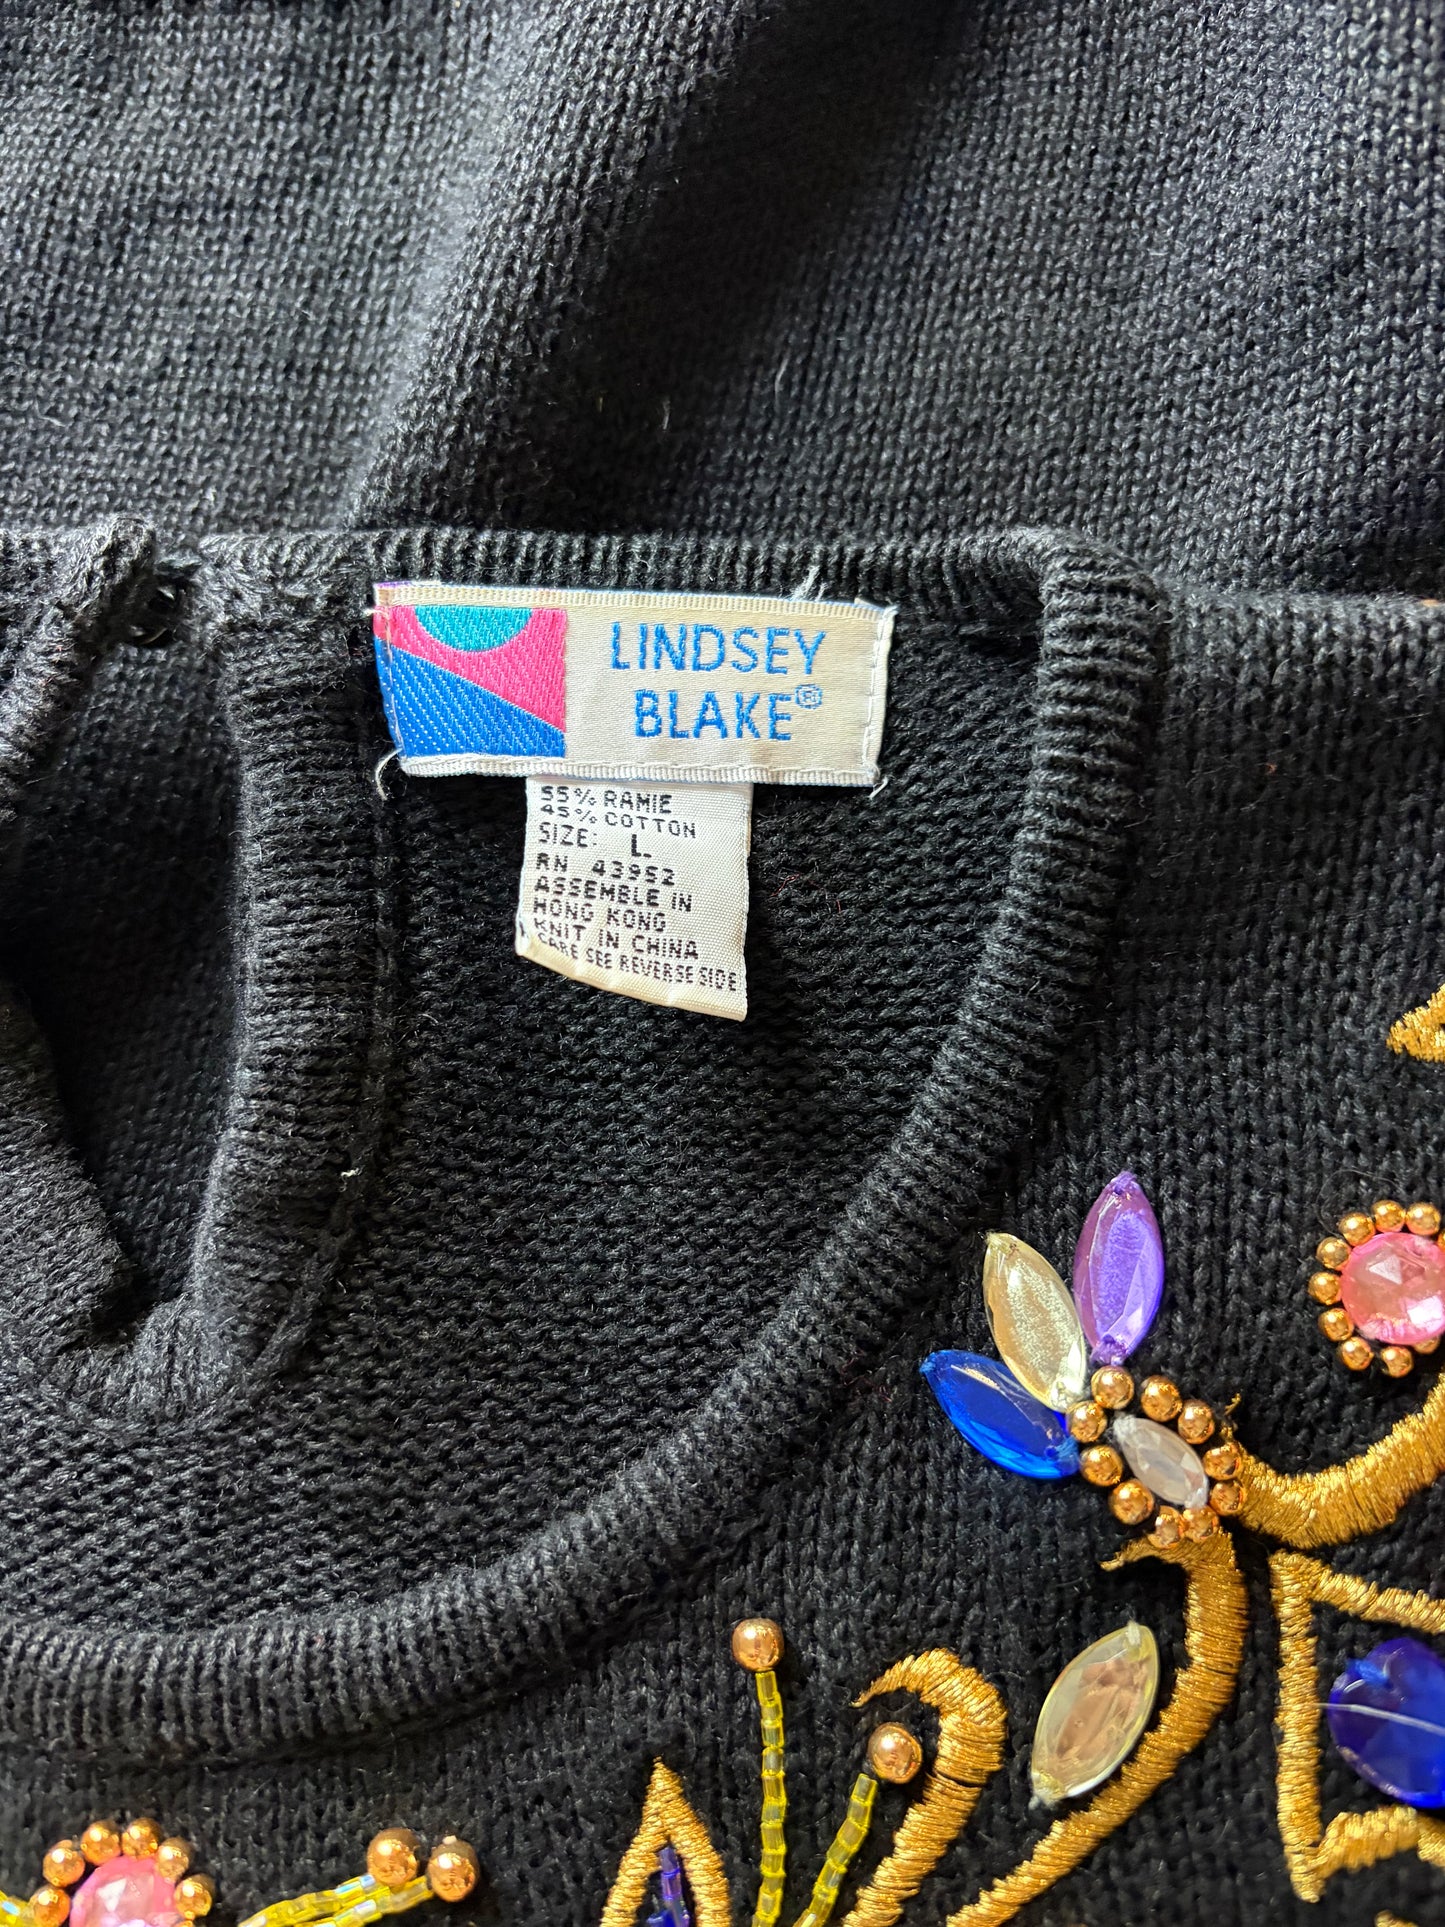 LINDSEY
BLAKE®
55% RAMIE
45% COTTON
SIZE: L
RN 43952
ASSEMBLE IN
HONG KONG
KNIT IN CHINA
CARE SEE REVERSE SIDE